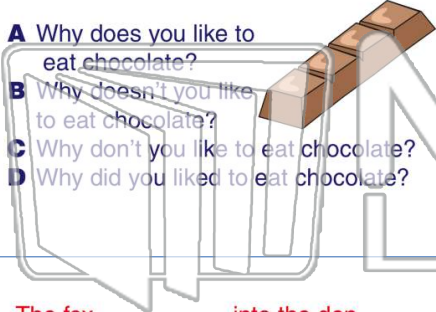 A Why does you like to
eat chocolate?
B Why doesn't you like
to eat chocolate?
C Why don't you like to eat chocolate?
D Why did you liked to eat chocolate?
The fox into the den